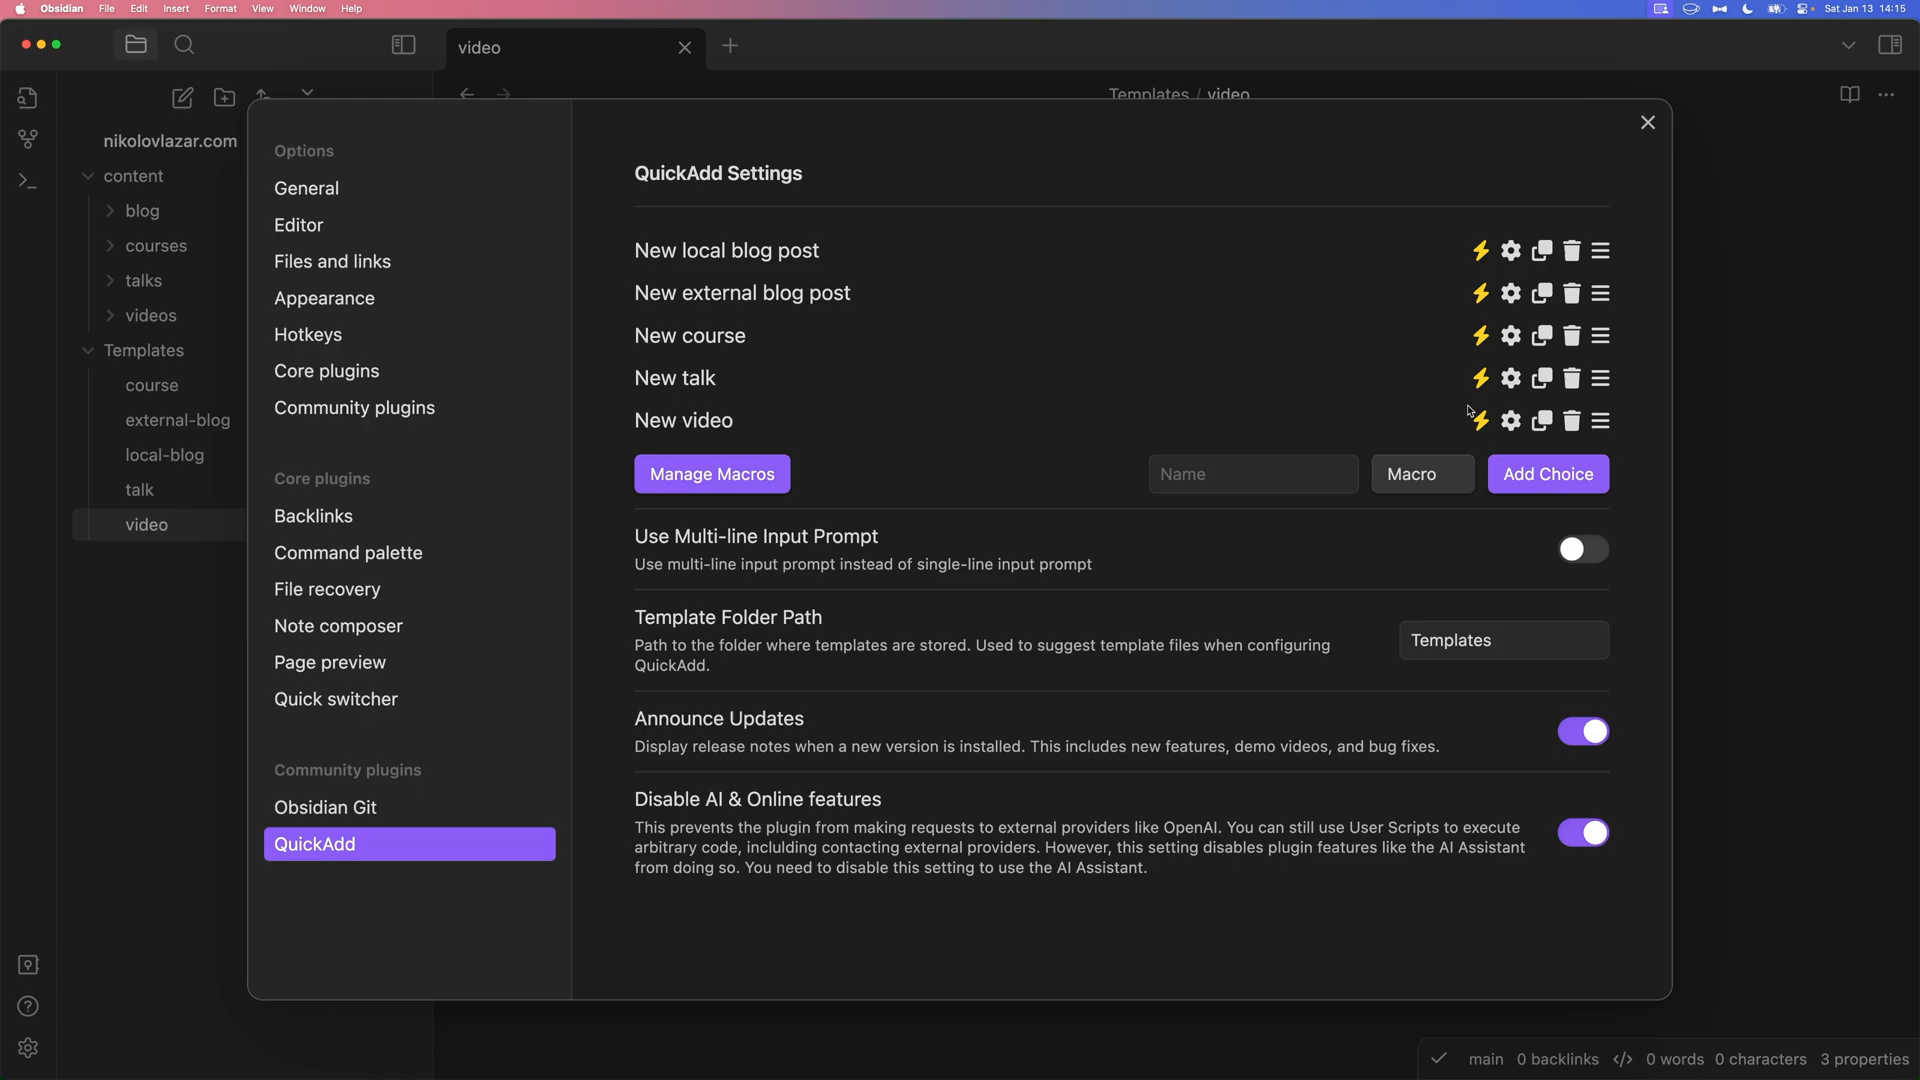 Obsidian File Edit Insert Format View Window Help
Sat Jan 13 14:15
video
Templates / video
nikolovlazar.com
content
blog
courses
talks
videos
Templates
course
external-blog
local-blog
talk
video
Options
General
Editor
Files and links
Appearance
Hotkeys
Core plugins
Community plugins
Core plugins
Backlinks
Command palette
File recovery
Note composer
Page preview
Quick switcher
Community plugins
Obsidian Git
QuickAdd
QuickAdd Settings
New local blog post
New external blog post
New course
New talk
New video
Manage Macros
Name
Macro
Add Choice
Use Multi-line Input Prompt
Use multi-line input prompt instead of single-line input prompt
Template Folder Path
Path to the folder where templates are stored. Used to suggest template files when configuring
QuickAdd.
Templates
Announce Updates
Display release notes when a new version is installed. This includes new features, demo videos, and bug fixes.
Disable AI & Online features
This prevents the plugin from making requests to external providers like OpenAI. You can still use User Scripts to execute
arbitrary code, inclulding contacting external providers. However, this setting disables plugin features like the AI Assistant
from doing so. You need to disable this setting to use the AI Assistant.
main 0 backlinks </> 0 words 0 characters 3 properties